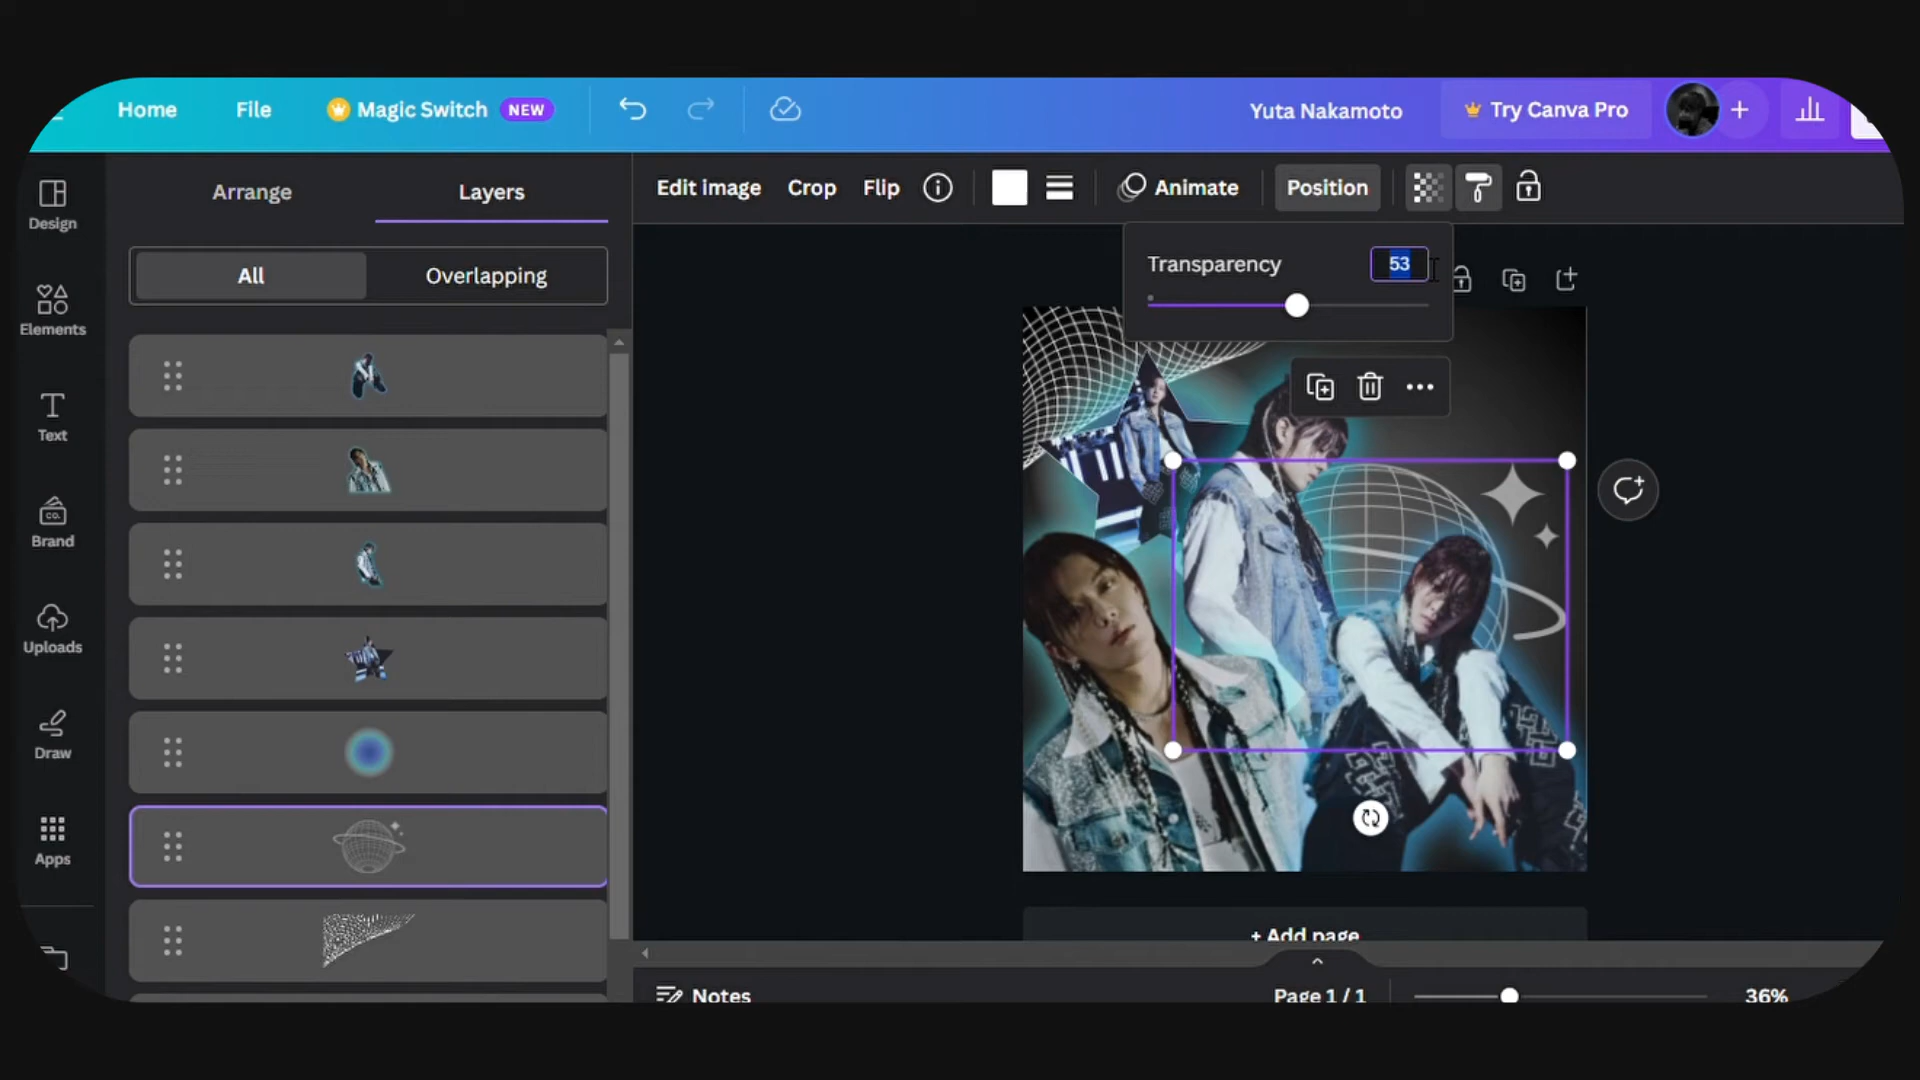 Home File Magic Switch NEW Yuta Nakamoto Try Canva Pro
Arrange Layers Edit image Crop Flip Animate Position
Design
All Overlapping
Transparency 53
Elements
Text
Brand
Uploads
Draw
Apps
+ Add page
Notes Page 1 / 1 36%